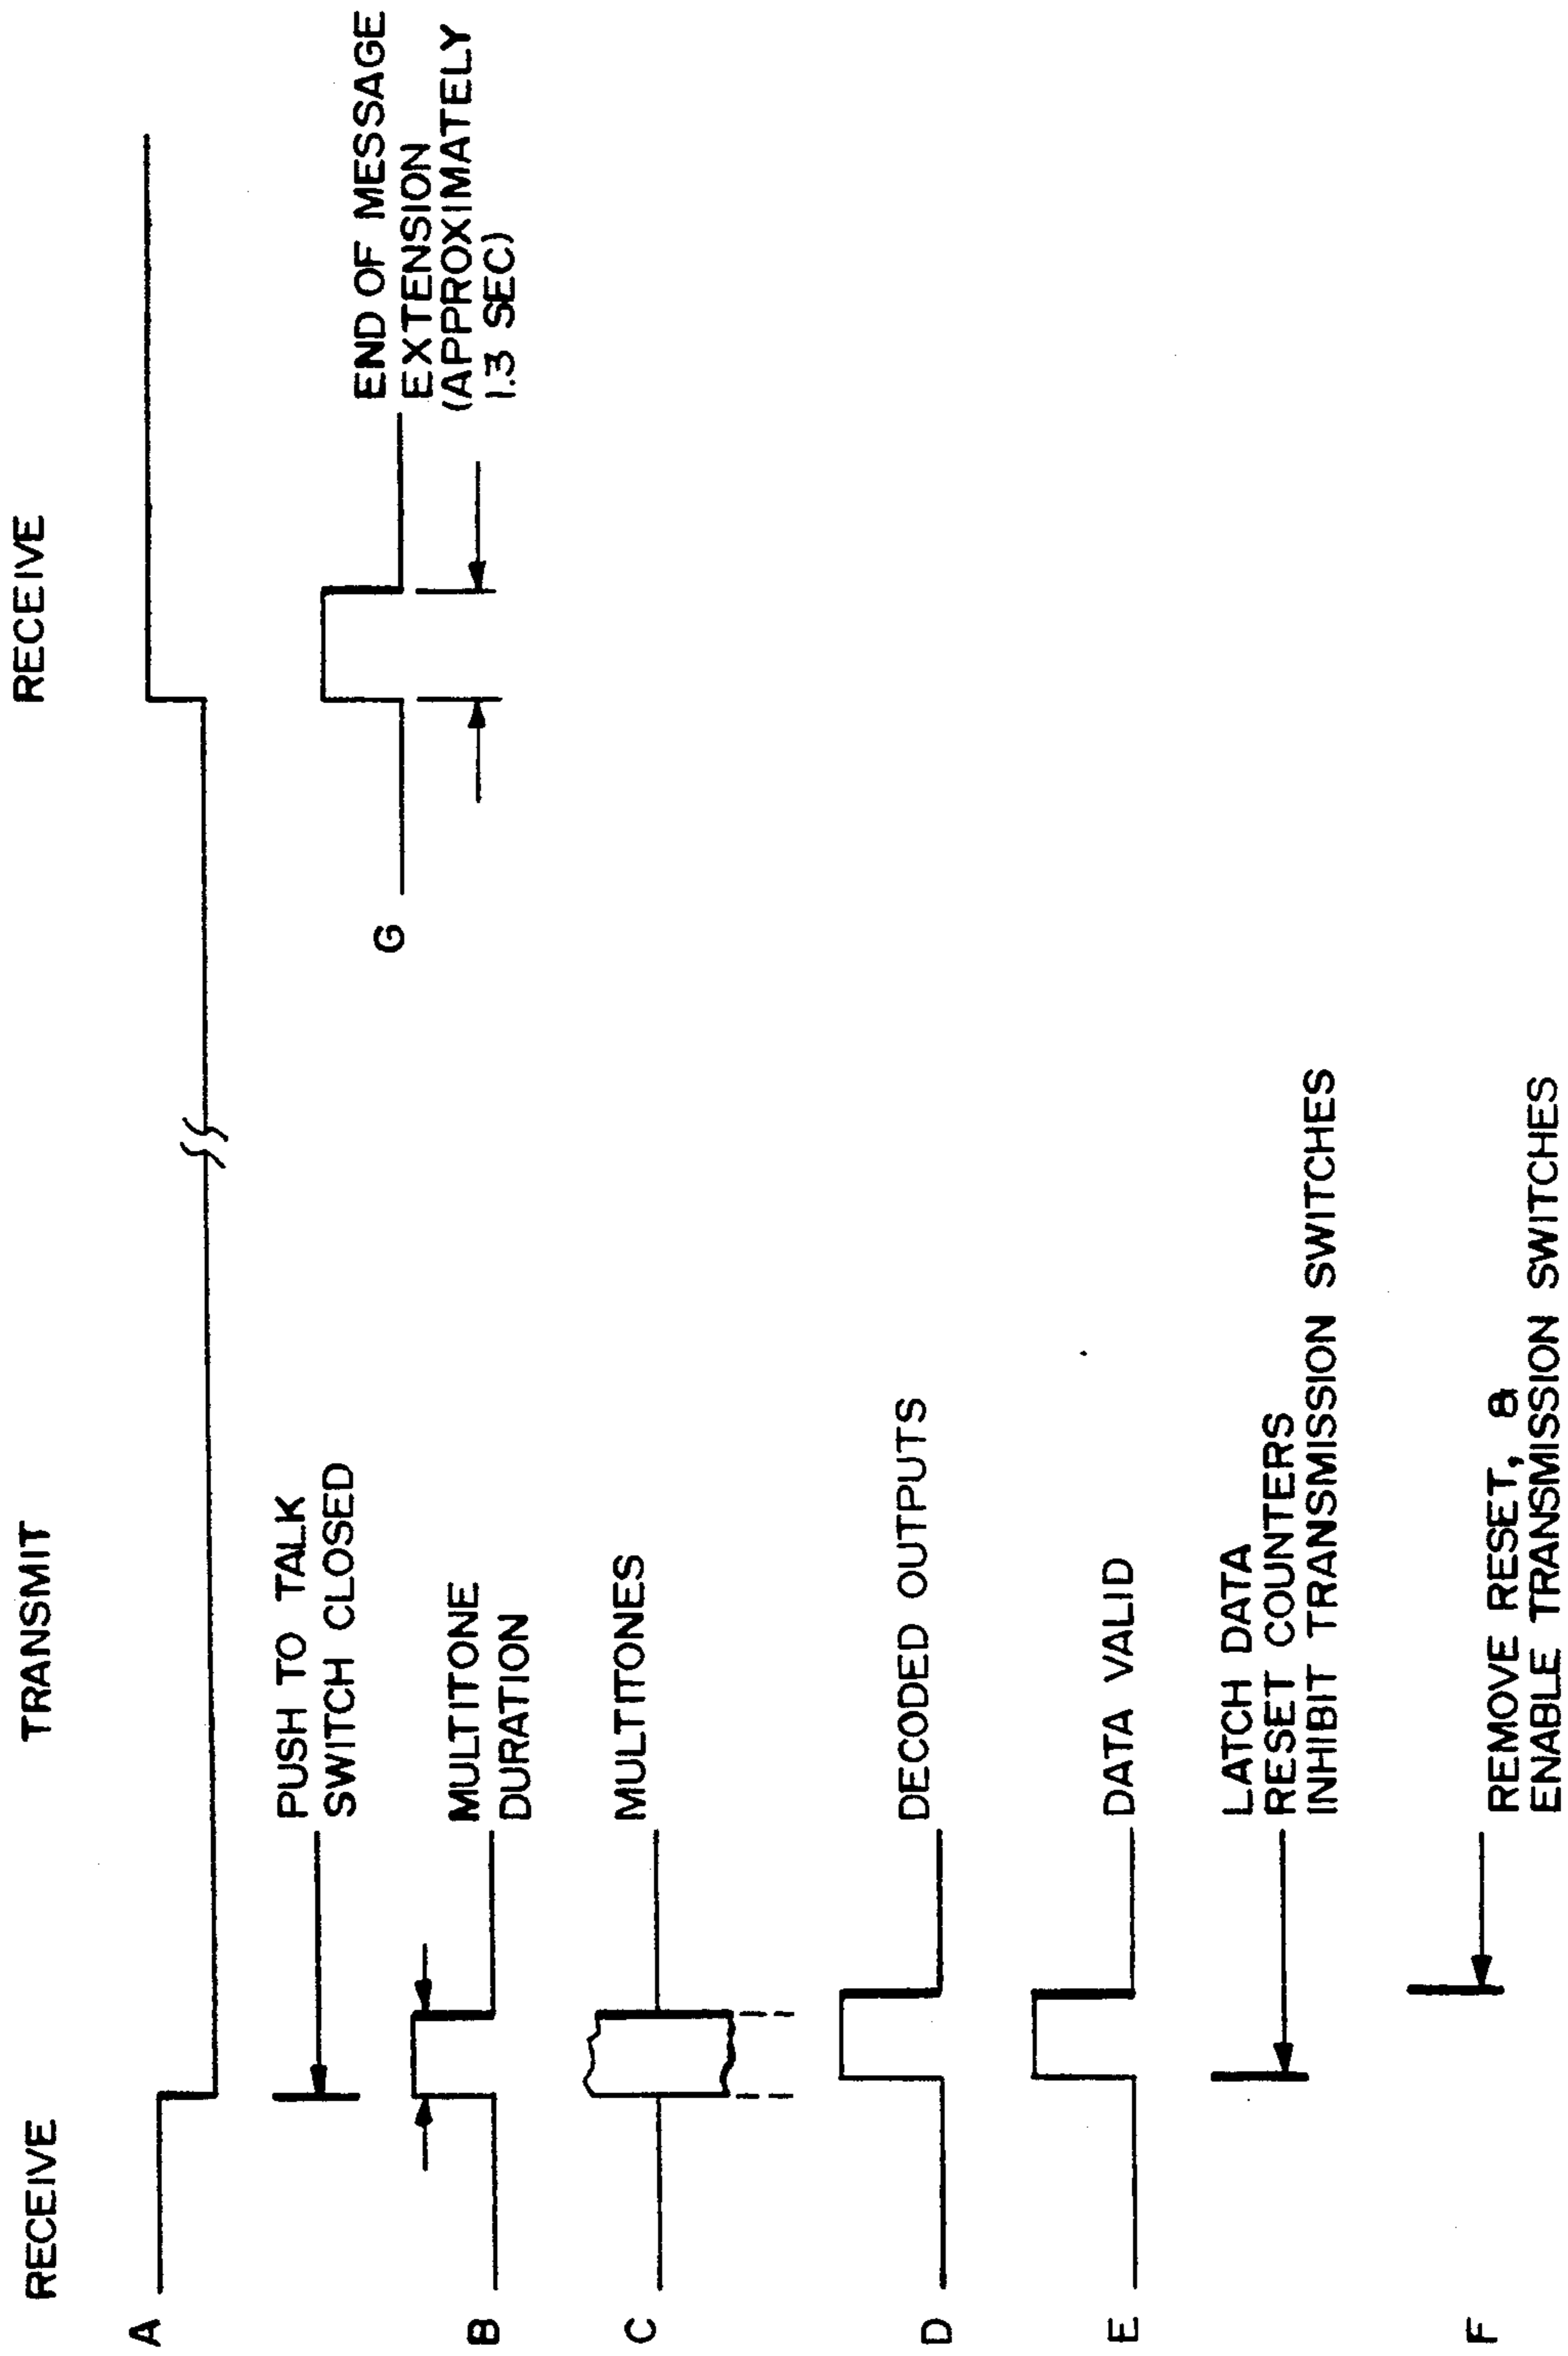 RECEIVE
TRANSMIT
RECEIVE
A
PUSH TO TALK
SWITCH CLOSED
B
MULTITONE
DURATION
G
END OF MESSAGE
EXTENSION
(APPROXIMATELY
1.3 SEC)
C
MULTITONES
D
DECODED OUTPUTS
E
DATA VALID
LATCH DATA
RESET COUNTERS
INHIBIT TRANSMISSION SWITCHES
F
REMOVE RESET, &
ENABLE TRANSMISSION SWITCHES